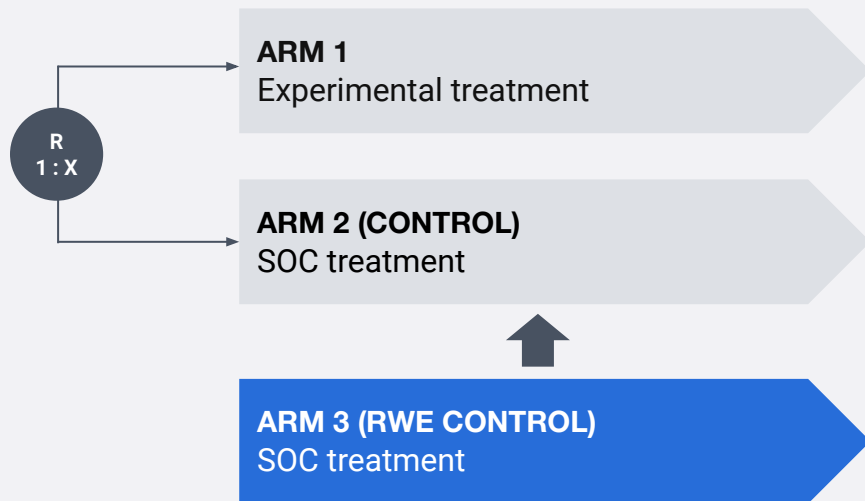 ARM 1
Experimental treatment
R
1 : X
ARM 2 (CONTROL)
SOC treatment
ARM 3 (RWE CONTROL)
SOC treatment